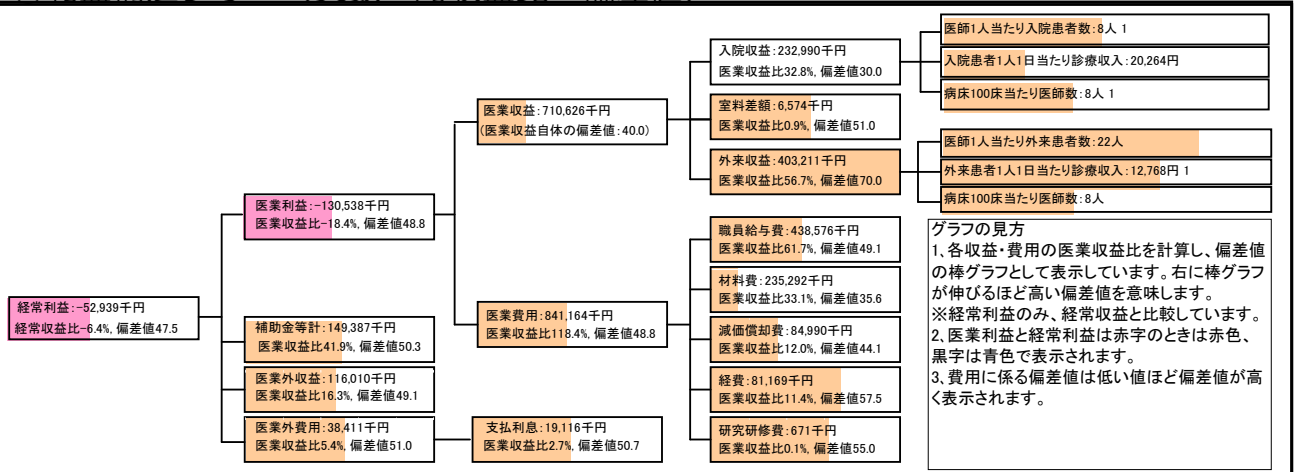 経常利益:-52,939千円
経常収益比-6.4%, 偏差値47.5
医業利益:-130,538千円
医業収益比-18.4%, 偏差値48.8
補助金等計:149,387千円
医業収益比41.9%, 偏差値50.3
医業外収益:116,010千円
医業収益比16.3%, 偏差値49.1
医業外費用:38,411千円
医業収益比5.4%, 偏差値51.0
医業収益:710,626千円
(医業収益自体の偏差値:40.0)
医業費用:841,164千円
医業収益比118.4%, 偏差値48.8
支払利息:19,116千円
医業収益比2.7%, 偏差値50.7
入院収益:232,990千円
医業収益比32.8%, 偏差値30.0
室料差額:6,574千円
医業収益比0.9%, 偏差値51.0
外来収益:403,211千円
医業収益比56.7%, 偏差値70.0
職員給与費:438,576千円
医業収益比61.7%, 偏差値49.1
材料費:235,292千円
医業収益比33.1%, 偏差値35.6
減価償却費:84,990千円
医業収益比12.0%, 偏差値44.1
経費:81,169千円
医業収益比11.4%, 偏差値57.5
研究研修費:671千円
医業収益比0.1%, 偏差値55.0
医師1人当たり入院患者数:8人 1
入院患者1人1日当たり診療収入:20,264円
病床100床当たり医師数:8人 1
医師1人当たり外来患者数:22人
外来患者1人1日当たり診療収入:12,768円 1
病床100床当たり医師数:8人
グラフの見方
1、各収益・費用の医業収益比を計算し、偏差値
の棒グラフとして表示しています。右に棒グラフ
が伸びるほど高い偏差値を意味します。
※経常利益のみ、経常収益と比較しています。
2、医業利益と経常利益は赤字のときは赤色、
黒字は青色で表示されます。
3、費用に係る偏差値は低い値ほど偏差値が高
く表示されます。